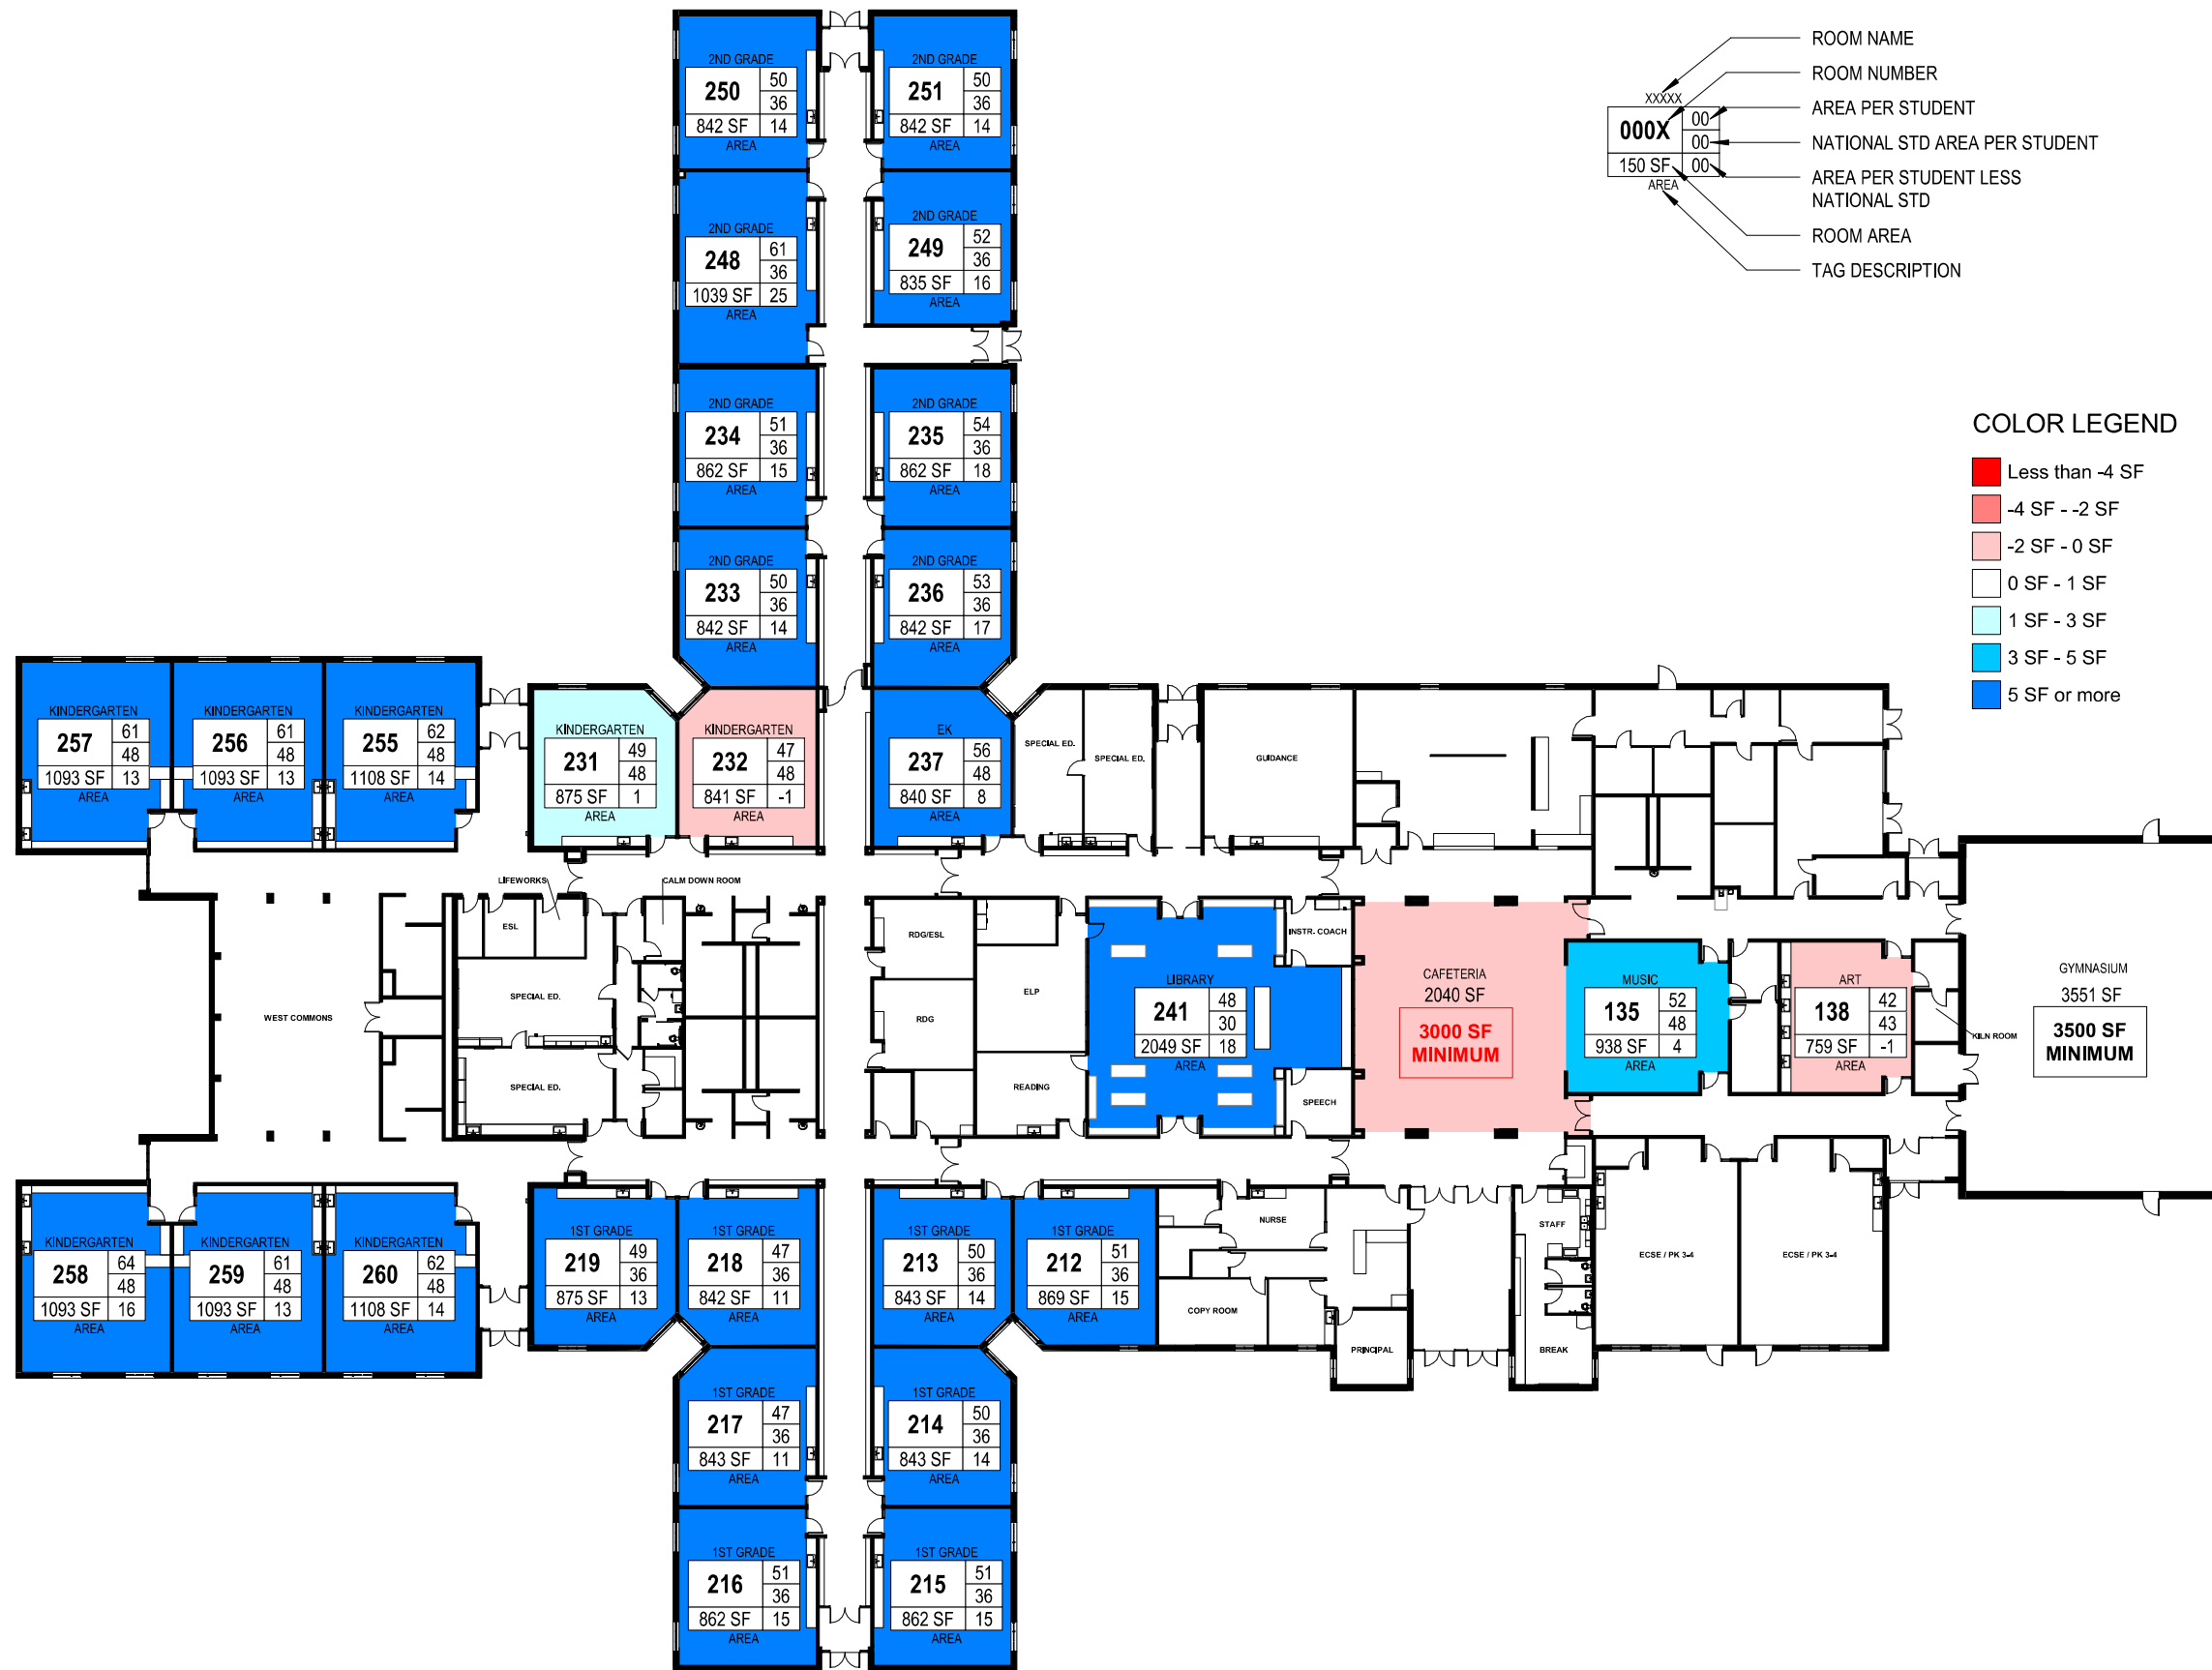 ROOM NAME
ROOM NUMBER
XXXXX
AREA PER STUDENT
000X 00
00
NATIONAL STD AREA PER STUDENT
150 SF 00
AREA PER STUDENT LESS
NATIONAL STD
AREA
ROOM AREA
TAG DESCRIPTION
COLOR LEGEND
Less than -4 SF
-4 SF - -2 SF
-2 SF - 0 SF
0 SF - 1 SF
1 SF - 3 SF
3 SF - 5 SF
5 SF or more
2ND GRADE
250 50
36
842 SF 14
AREA
2ND GRADE
251 50
36
842 SF 14
AREA
2ND GRADE
248 61
36
1039 SF 25
AREA
2ND GRADE
249 52
36
835 SF 16
AREA
2ND GRADE
234 51
36
862 SF 15
AREA
2ND GRADE
235 54
36
862 SF 18
AREA
2ND GRADE
233 50
36
842 SF 14
AREA
2ND GRADE
236 53
36
842 SF 17
AREA
KINDERGARTEN
257 61
48
1093 SF 13
AREA
KINDERGARTEN
256 61
48
1093 SF 13
AREA
KINDERGARTEN
255 62
48
1108 SF 14
AREA
KINDERGARTEN
231 49
48
875 SF 1
AREA
KINDERGARTEN
232 47
48
841 SF -1
AREA
EK
237 56
48
840 SF 8
AREA
SPECIAL ED.
SPECIAL ED.
GUIDANCE
LIFEWORKS
CALM DOWN ROOM
ESL
SPECIAL ED.
WEST COMMONS
SPECIAL ED.
RDG/ESL
RDG
ELP
READING
INSTR. COACH
LIBRARY
241 48
30
2049 SF 18
AREA
SPEECH
CAFETERIA
2040 SF
3000 SF
MINIMUM
MUSIC
135 52
48
938 SF 4
AREA
ART
138 42
43
759 SF -1
AREA
KILN ROOM
GYMNASIUM
3551 SF
3500 SF
MINIMUM
KINDERGARTEN
258 64
48
1093 SF 16
AREA
KINDERGARTEN
259 61
48
1093 SF 13
AREA
KINDERGARTEN
260 62
48
1108 SF 14
AREA
1ST GRADE
219 49
36
875 SF 13
AREA
1ST GRADE
218 47
36
842 SF 11
AREA
1ST GRADE
213 50
36
843 SF 14
AREA
1ST GRADE
212 51
36
869 SF 15
AREA
NURSE
COPY ROOM
PRINCIPAL
STAFF
BREAK
ECSE / PK 3-4
ECSE / PK 3-4
1ST GRADE
217 47
36
843 SF 11
AREA
1ST GRADE
214 50
36
843 SF 14
AREA
1ST GRADE
216 51
36
862 SF 15
AREA
1ST GRADE
215 51
36
862 SF 15
AREA